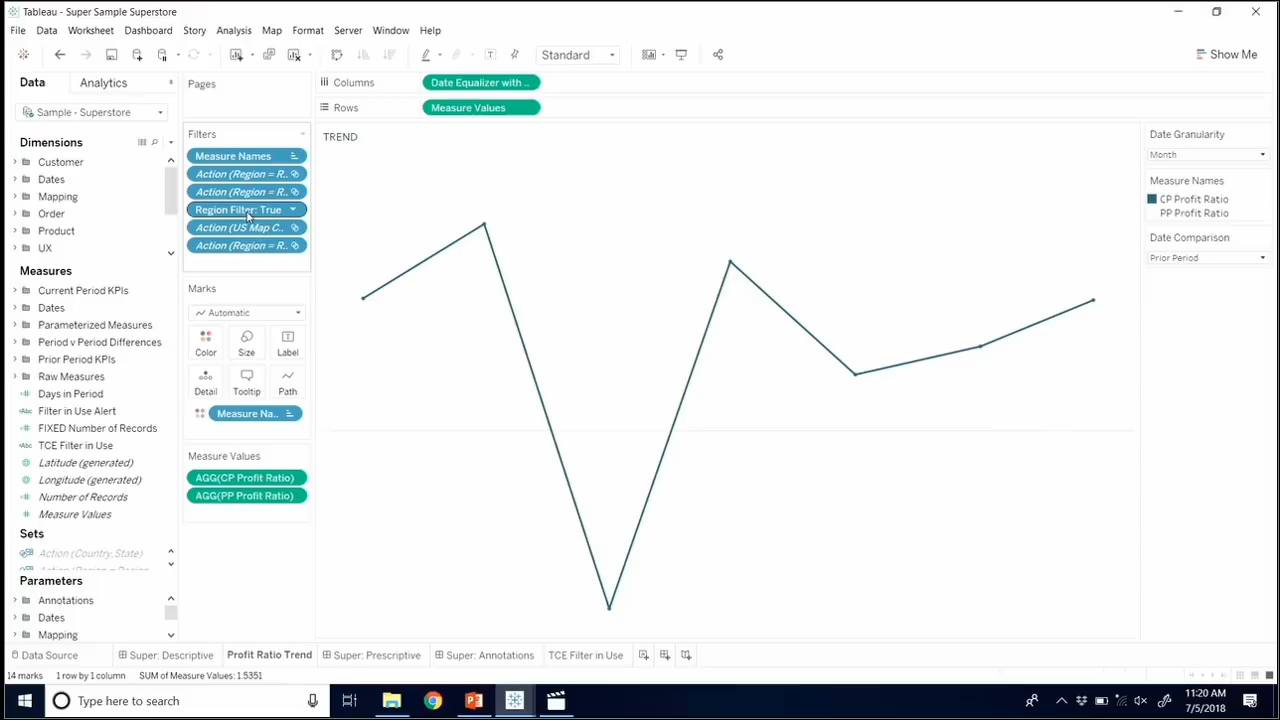 Tableau - Super Sample Superstore
File Data Worksheet Dashboard Story Analysis Map Format Server Window Help
Standard
Show Me
Data Analytics
Pages
Columns
Date Equalizer with ..
Sample - Superstore
Rows
Measure Values
Dimensions
Customer
Dates
Mapping
Order
Product
UX
Measures
Current Period KPIs
Dates
Parameterized Measures
Period v Period Differences
Prior Period KPIs
Raw Measures
Days in Period
Abc Filter in Use Alert
FIXED Number of Records
Abc TCE Filter in Use
Latitude (generated)
Longitude (generated)
Number of Records
Measure Values
Sets
Action (Country,State)
Parameters
Annotations
Dates
Mapping
Filters
Measure Names
Action (Region = R..
Action (Region = R..
Region Filter: True
Action (US Map C..
Action (Region = R..
Marks
Automatic
Color Size Label
Detail Tooltip Path
Measure Na..
Measure Values
AGG(CP Profit Ratio)
AGG(PP Profit Ratio)
TREND
Date Granularity
Month
Measure Names
CP Profit Ratio
PP Profit Ratio
Date Comparison
Prior Period
Data Source Super: Descriptive Profit Ratio Trend Super: Prescriptive Super: Annotations TCE Filter in Use
14 marks 1 row by 1 column SUM of Measure Values: 1.5351
Type here to search
11:20 AM
7/5/2018